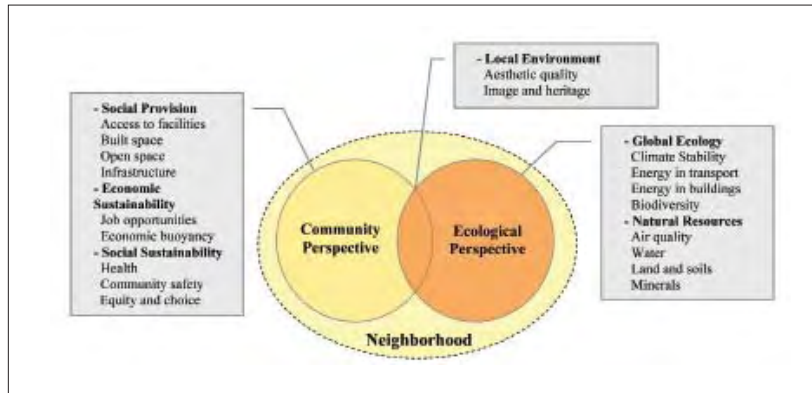 - Local Environment
Aesthetic quality
Image and heritage
- Social Provision
Access to facilities
Built space
Open space
Infrastructure
- Economic
Sustainability
Job opportunities
Economic buoyancy
- Social Sustainability
Health
Community safety
Equity and choice
Community
Perspective
Ecological
Perspective
Neighborhood
- Global Ecology
Climate Stability
Energy in transport
Energy in buildings
Biodiversity
- Natural Resources
Air quality
Water
Land and soils
Minerals